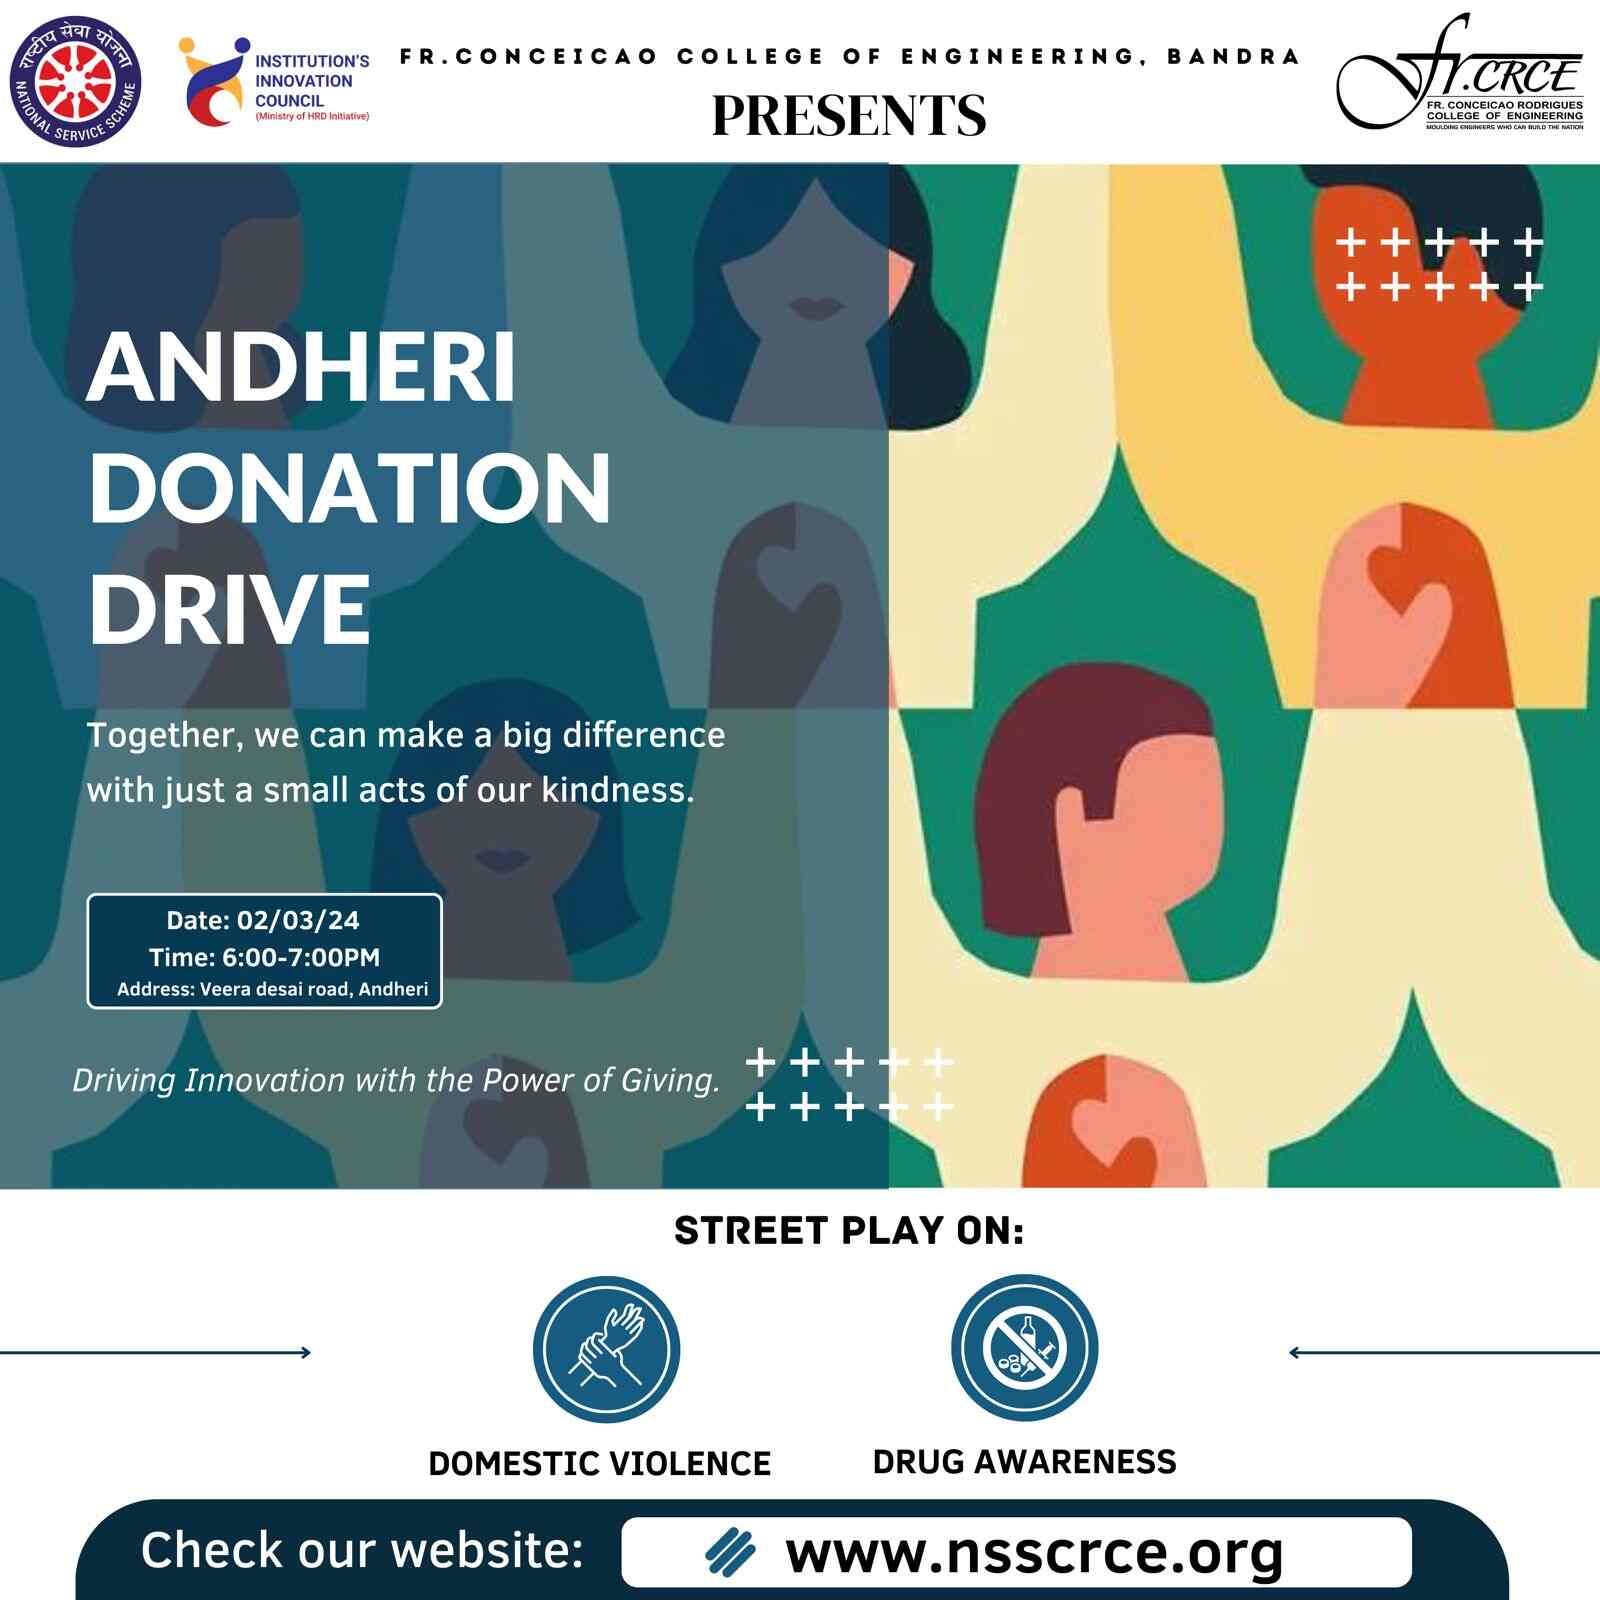 राष्ट्रीय सेवा योजना
NATIONAL SERVICE SCHEME
INSTITUTION'S
INNOVATION
COUNCIL
(Ministry of HRD Initiative)
FR.CONCEICAO COLLEGE OF ENGINEERING, BANDRA
PRESENTS
fr.CRCE
FR. CONCEICAO RODRIGUES
COLLEGE OF ENGINEERING
MOULDING ENGINEERS WHO CAN BUILD THE NATION
ANDHERI
DONATION
DRIVE
Together, we can make a big difference
with just a small acts of our kindness.
Date: 02/03/24
Time: 6:00-7:00PM
Address: Veera desai road, Andheri
Driving Innovation with the Power of Giving.
STREET PLAY ON:
DOMESTIC VIOLENCE
DRUG AWARENESS
Check our website:
www.nsscrce.org